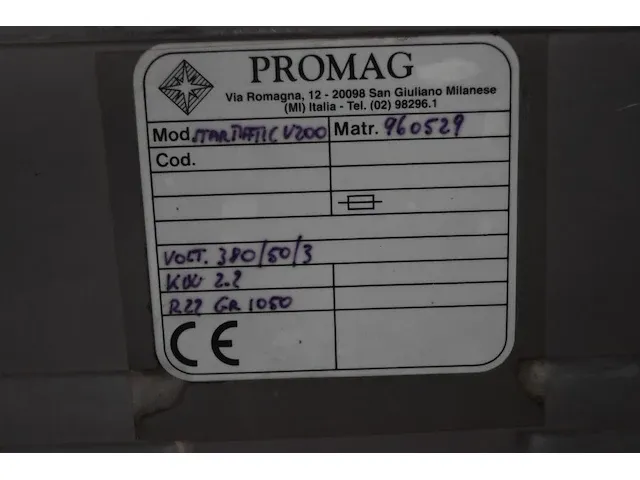 PROMAG
Via Romagna, 12 - 20098 San Giuliano Milanese
(MI) Italia - Tel. (02) 98296.1
Mod. V200 Matr. 960529
Cod.
VOLT. 380/50/3
KW 2.2
R22 GR 1050
CE